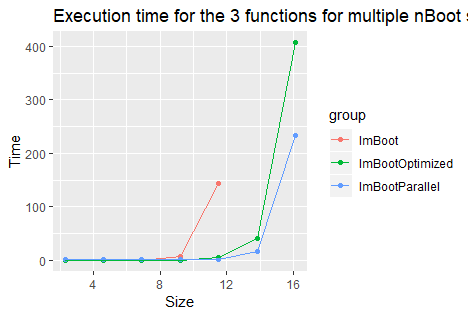 Execution time for the 3 functions for multiple nBoot s
400
300
200
100
0
Time
4 8 12 16
Size
group
lmBoot
lmBootOptimized
lmBootParallel